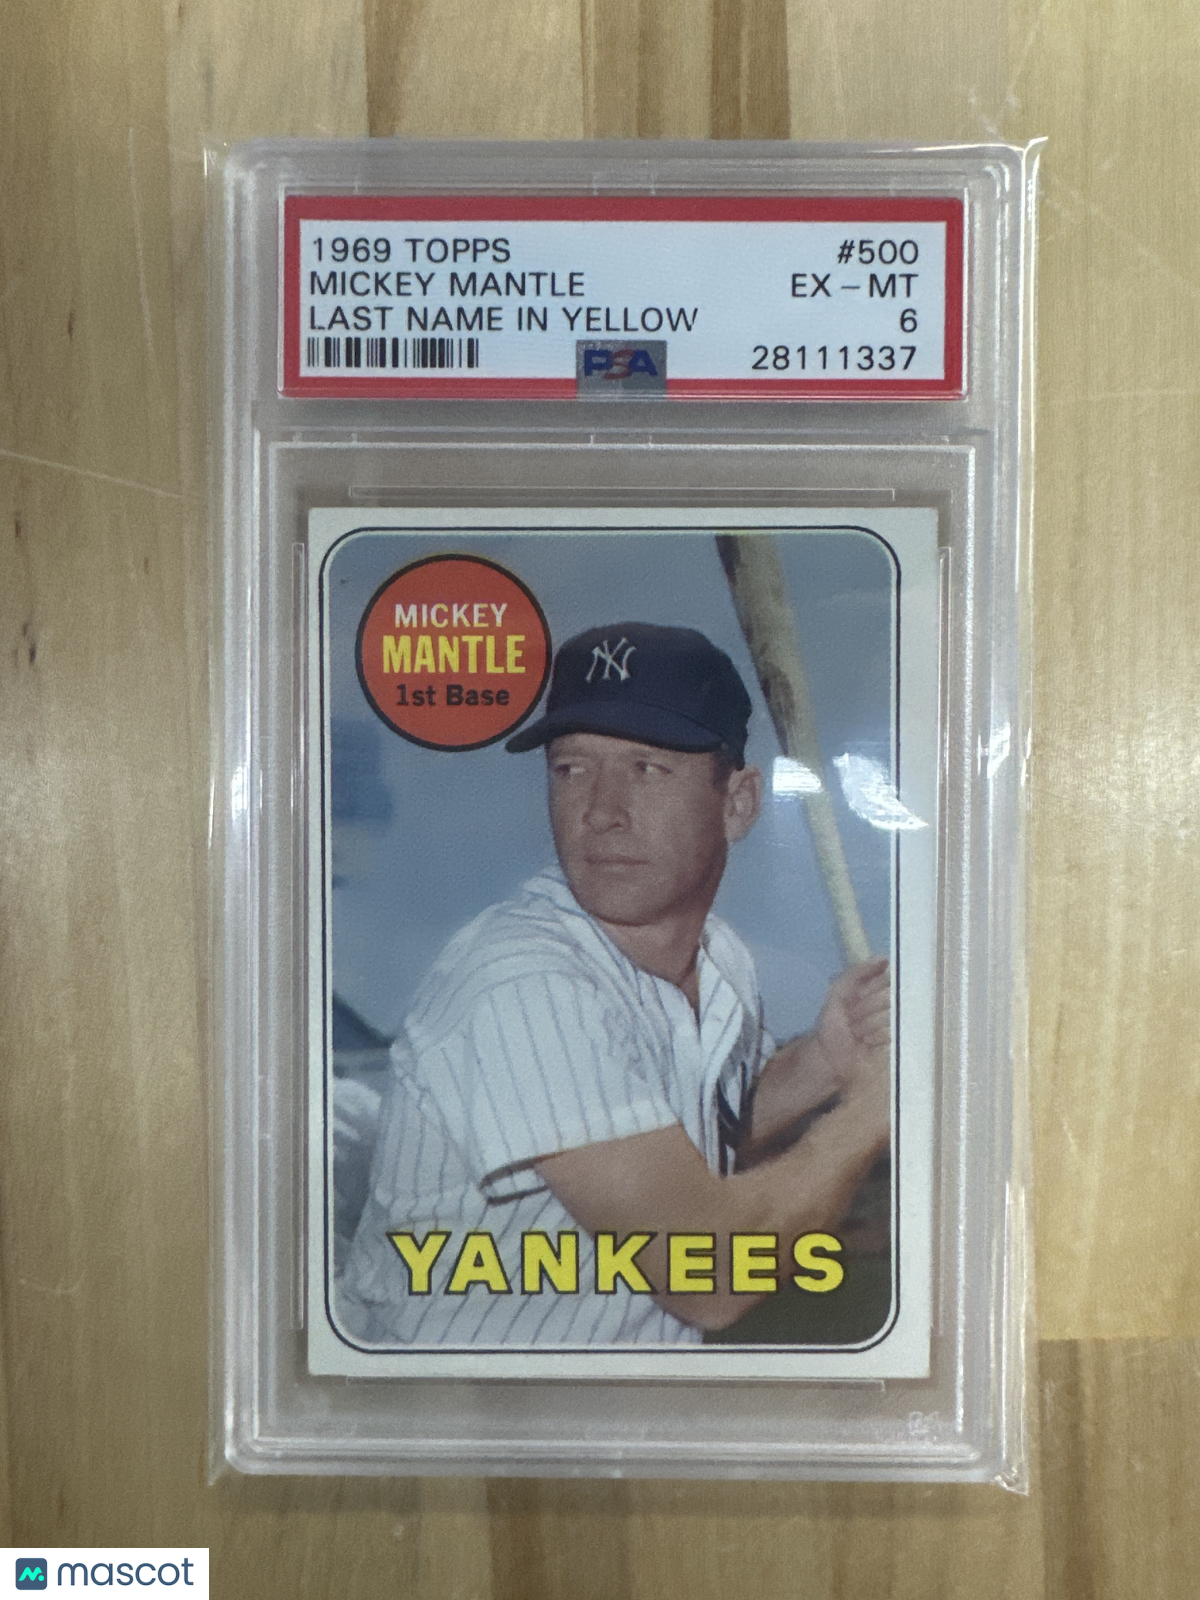 1969 TOPPS #500
MICKEY MANTLE EX-MT
LAST NAME IN YELLOW 6
PSA 28111337
MICKEY
MANTLE
1st Base
NY
YANKEES
mascot